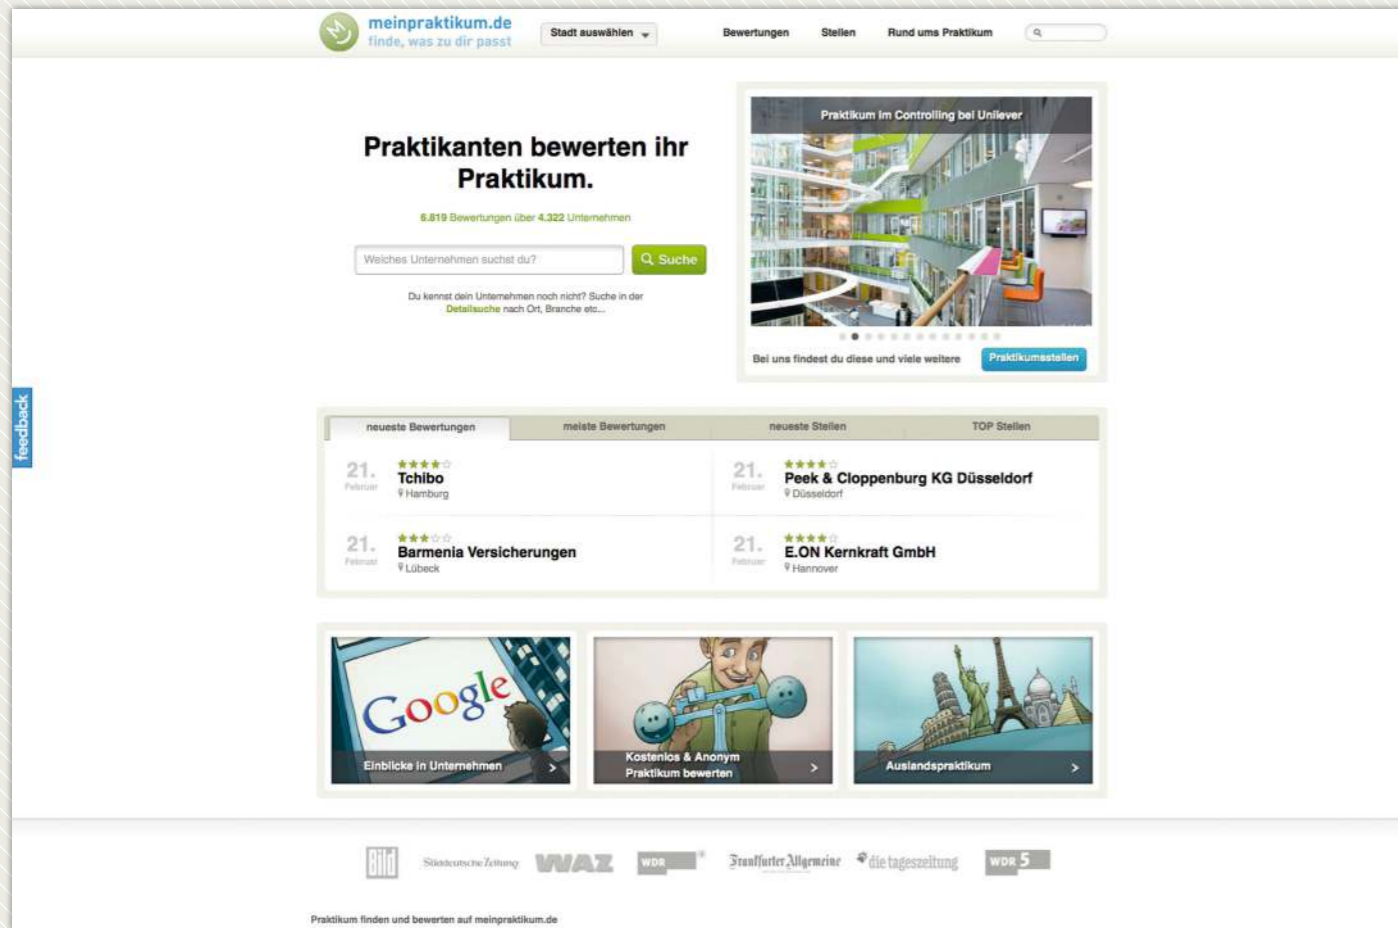 meinpraktikum.de
finde, was zu dir passt
Stadt auswählen
Bewertungen
Stellen
Rund ums Praktikum
Praktikanten bewerten ihr
Praktikum.
6.819 Bewertungen über 4.322 Unternehmen
Welches Unternehmen suchst du?
Suche
Du kennst dein Unternehmen noch nicht? Suche in der
Detailsuche nach Ort, Branche etc...
Praktikum im Controlling bei Unilever
Bei uns findest du diese und viele weitere
Praktikumsstellen
feedback
neueste Bewertungen
meiste Bewertungen
neueste Stellen
TOP Stellen
21.
Februar
Tchibo
Hamburg
21.
Februar
Peek & Cloppenburg KG Düsseldorf
Düsseldorf
21.
Februar
Barmenia Versicherungen
Lübeck
21.
Februar
E.ON Kernkraft GmbH
Hannover
Google
Einblicke in Unternehmen
Kostenlos & Anonym
Praktikum bewerten
Auslandspraktikum
Bild
Süddeutsche Zeitung
WAZ
WDR
Frankfurter Allgemeine
die tageszeitung
WDR 5
Praktikum finden und bewerten auf meinpraktikum.de